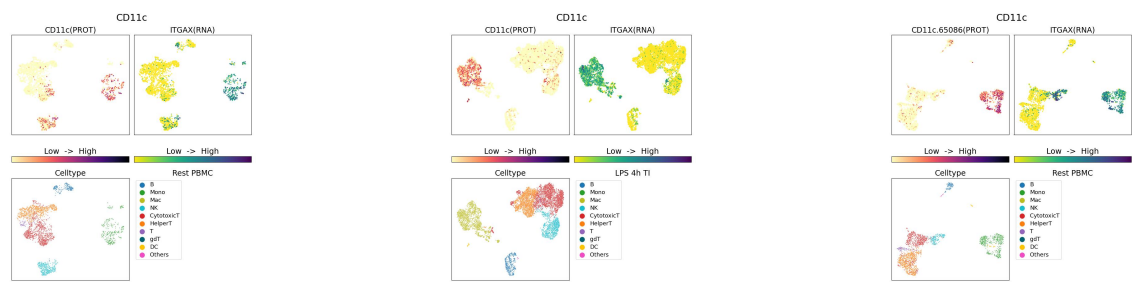 CD11c
CD11c(PROT)
ITGAX(RNA)
Low -> High
Low -> High
Celltype
Rest PBMC
B
Mono
Mac
NK
CytotoxicT
HelperT
T
gdT
DC
Others
CD11c
CD11c(PROT)
ITGAX(RNA)
Low -> High
Low -> High
Celltype
LPS 4h TI
B
Mono
Mac
NK
CytotoxicT
HelperT
T
gdT
DC
Others
CD11c
CD11c.65086(PROT)
ITGAX(RNA)
Low -> High
Low -> High
Celltype
Rest PBMC
B
Mono
Mac
NK
CytotoxicT
HelperT
T
gdT
DC
Others